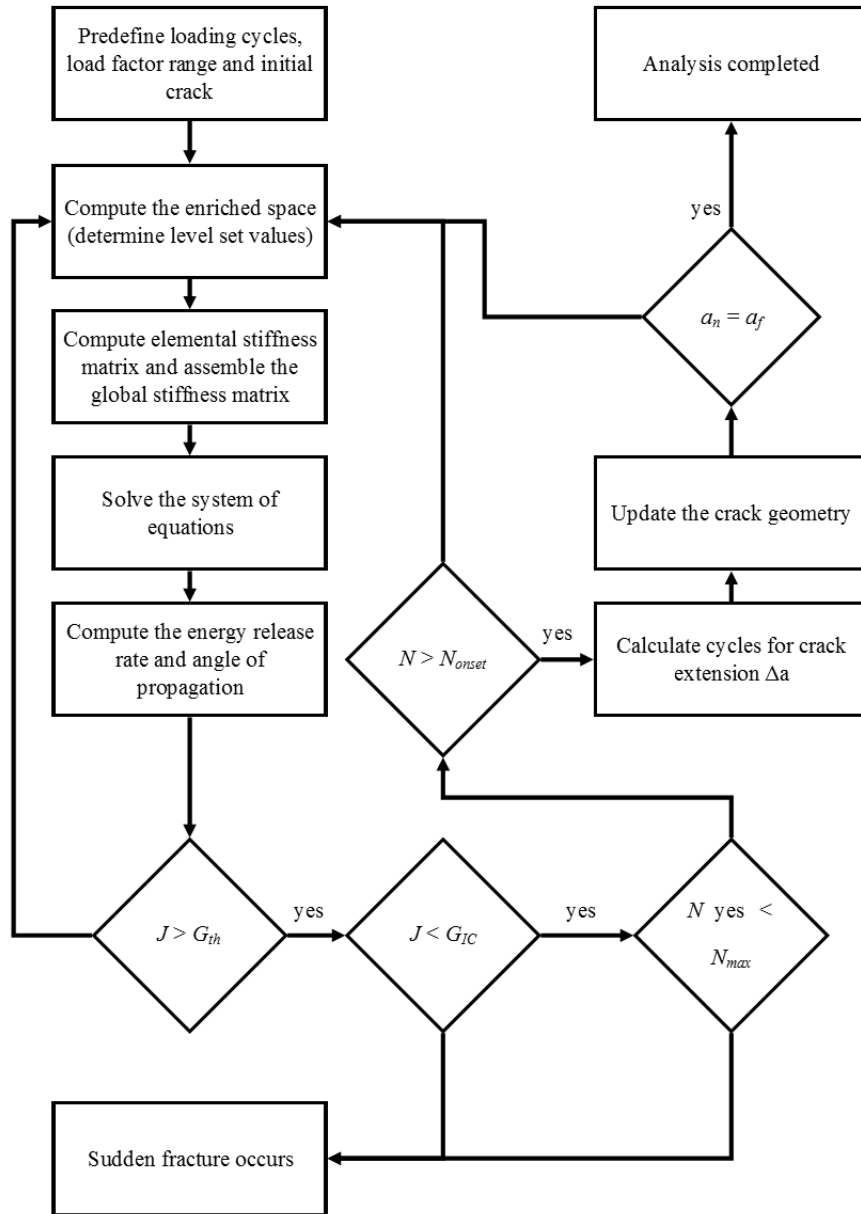 Predefine loading cycles,
load factor range and initial
crack
Analysis completed
Compute the enriched space
(determine level set values)
yes
a_n = a_f
Compute elemental stiffness
matrix and assemble the
global stiffness matrix
Solve the system of
equations
Update the crack geometry
Compute the energy release
rate and angle of
propagation
N > N_onset
yes
Calculate cycles for crack
extension Δa
J > G_th
yes
J < G_IC
yes
N yes <
N_max
Sudden fracture occurs